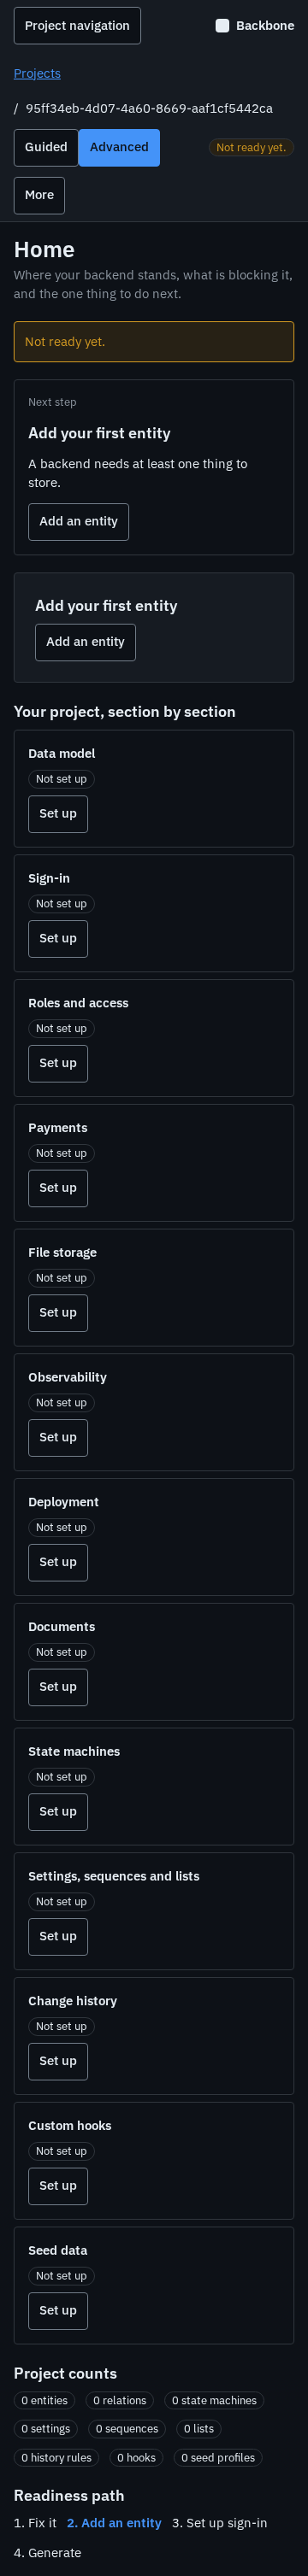 Project navigation
Backbone
Projects
/ 95ff34eb-4d07-4a60-8669-aaf1cf5442ca
Guided
Advanced
Not ready yet.
More
Home
Where your backend stands, what is blocking it,
and the one thing to do next.
Not ready yet.
Next step
Add your first entity
A backend needs at least one thing to
store.
Add an entity
Add your first entity
Add an entity
Your project, section by section
Data model
Not set up
Set up
Sign-in
Not set up
Set up
Roles and access
Not set up
Set up
Payments
Not set up
Set up
File storage
Not set up
Set up
Observability
Not set up
Set up
Deployment
Not set up
Set up
Documents
Not set up
Set up
State machines
Not set up
Set up
Settings, sequences and lists
Not set up
Set up
Change history
Not set up
Set up
Custom hooks
Not set up
Set up
Seed data
Not set up
Set up
Project counts
0 entities 0 relations 0 state machines
0 settings 0 sequences 0 lists
0 history rules 0 hooks 0 seed profiles
Readiness path
1. Fix it 2. Add an entity 3. Set up sign-in
4. Generate